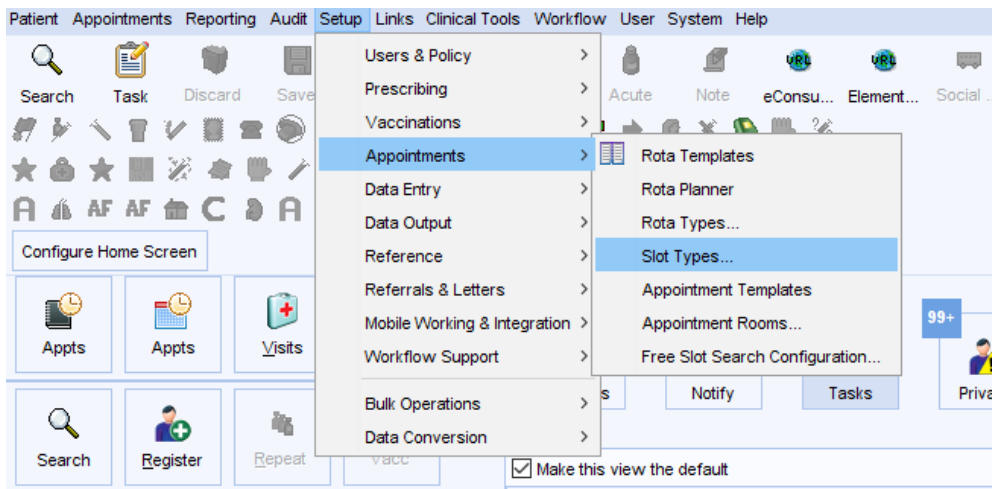 Patient Appointments Reporting Audit Setup Links Clinical Tools Workflow User System Help
Search Task Discard Save Acute Note eConsu... Element... Social ...
Users & Policy
Prescribing
Vaccinations
Appointments
Data Entry
Data Output
Reference
Referrals & Letters
Mobile Working & Integration
Workflow Support
Bulk Operations
Data Conversion
Rota Templates
Rota Planner
Rota Types...
Slot Types...
Appointment Templates
Appointment Rooms...
Free Slot Search Configuration...
AF AF C A
Configure Home Screen
99+
Appts Appts Visits
Notify Tasks Priva
Search Register Repeat Vacc
Make this view the default